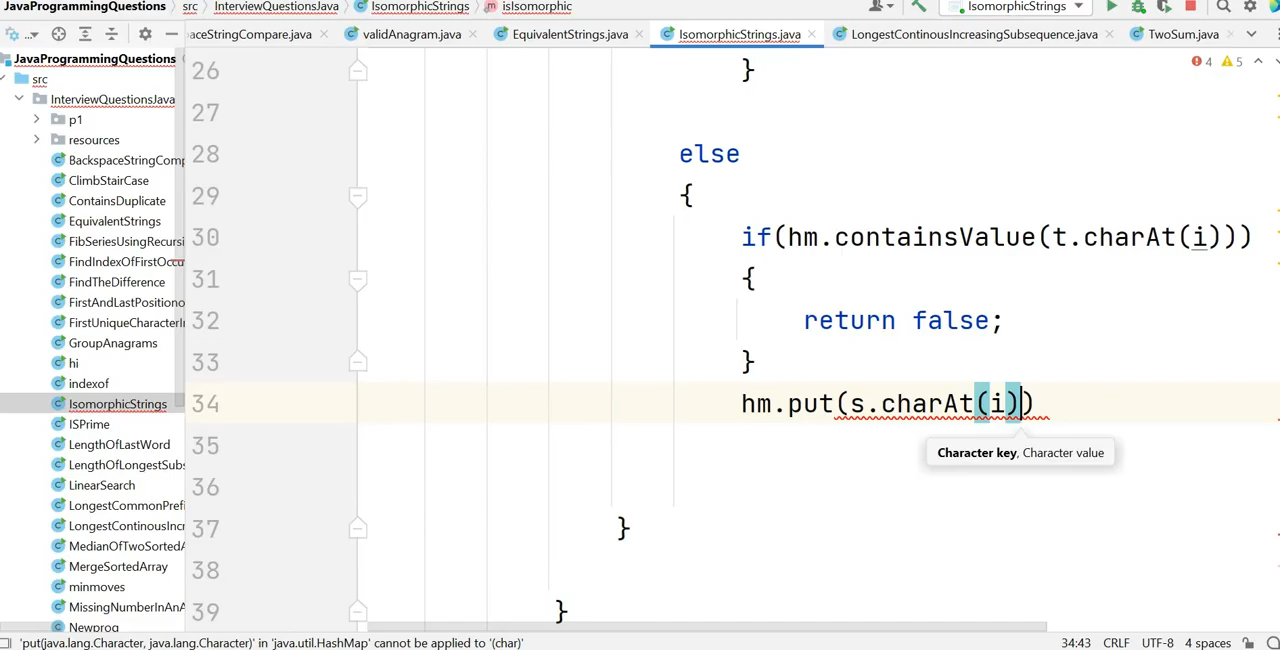 JavaProgrammingQuestions src InterviewQuestionsJava IsomorphicStrings isIsomorphic IsomorphicStrings
aceStringCompare.java validAnagram.java EquivalentStrings.java IsomorphicStrings.java LongestContinousIncreasingSubsequence.java TwoSum.java
JavaProgrammingQuestions
src
InterviewQuestionsJava
p1
resources
BackspaceStringComp
ClimbStairCase
ContainsDuplicate
EquivalentStrings
FibSeriesUsingRecursi
FindIndexOfFirstOccu
FindTheDifference
FirstAndLastPositiono
FirstUniqueCharacterIn
GroupAnagrams
hi
indexof
IsomorphicStrings
ISPrime
LengthOfLastWord
LengthOfLongestSubs
LinearSearch
LongestCommonPrefi
LongestContinousIncr
MedianOfTwoSortedA
MergeSortedArray
minmoves
MissingNumberInAnA
Newprog
4 5
26 }
27
28 else
29 {
30 if(hm.containsValue(t.charAt(i)))
31 {
32 return false;
33 }
34 hm.put(s.charAt(i))
Character key, Character value
35
36
37 }
38
39 }
'put(java.lang.Character, java.lang.Character)' in 'java.util.HashMap' cannot be applied to '(char)' 34:43 CRLF UTF-8 4 spaces